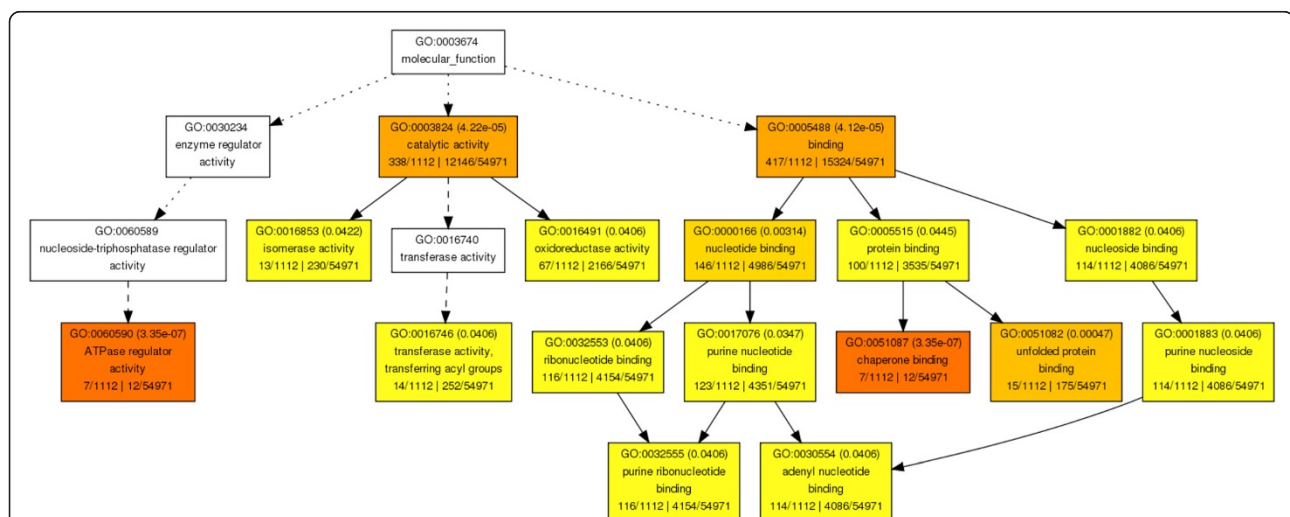 GO:0003674
molecular_function
GO:0030234
enzyme regulator
activity
GO:0003824 (4.22e-05)
catalytic activity
338/1112 | 12146/54971
GO:0005488 (4.12e-05)
binding
417/1112 | 15324/54971
GO:0060589
nucleoside-triphosphatase regulator
activity
GO:0016853 (0.0422)
isomerase activity
13/1112 | 230/54971
GO:0016740
transferase activity
GO:0016491 (0.0406)
oxidoreductase activity
67/1112 | 2166/54971
GO:0000166 (0.00314)
nucleotide binding
146/1112 | 4986/54971
GO:0005515 (0.0445)
protein binding
100/1112 | 3535/54971
GO:0001882 (0.0406)
nucleoside binding
114/1112 | 4086/54971
GO:0060590 (3.35e-07)
ATPase regulator
activity
7/1112 | 12/54971
GO:0016746 (0.0406)
transferase activity,
transferring acyl groups
14/1112 | 252/54971
GO:0032553 (0.0406)
ribonucleotide binding
116/1112 | 4154/54971
GO:0017076 (0.0347)
purine nucleotide
binding
123/1112 | 4351/54971
GO:0051087 (3.35e-07)
chaperone binding
7/1112 | 12/54971
GO:0051082 (0.00047)
unfolded protein
binding
15/1112 | 175/54971
GO:0001883 (0.0406)
purine nucleoside
binding
114/1112 | 4086/54971
GO:0032555 (0.0406)
purine ribonucleotide
binding
116/1112 | 4154/54971
GO:0030554 (0.0406)
adenyl nucleotide
binding
114/1112 | 4086/54971